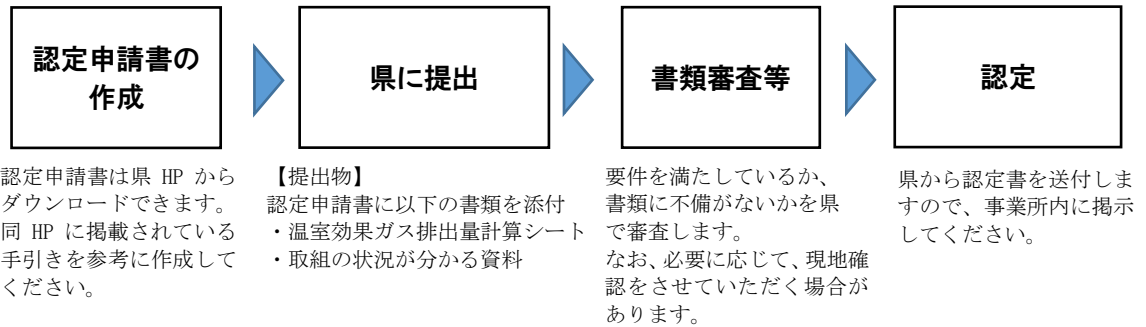 認定申請書の
作成
県に提出
書類審査等
認定
認定申請書は県 HP から
ダウンロードできます。
同 HP に掲載されている
手引きを参考に作成して
ください。
【提出物】
認定申請書に以下の書類を添付
・温室効果ガス排出量計算シート
・取組の状況が分かる資料
要件を満たしているか、
書類に不備がないかを県
で審査します。
なお、必要に応じて、現地確
認をさせていただく場合が
あります。
県から認定書を送付しま
すので、事業所内に掲示
してください。